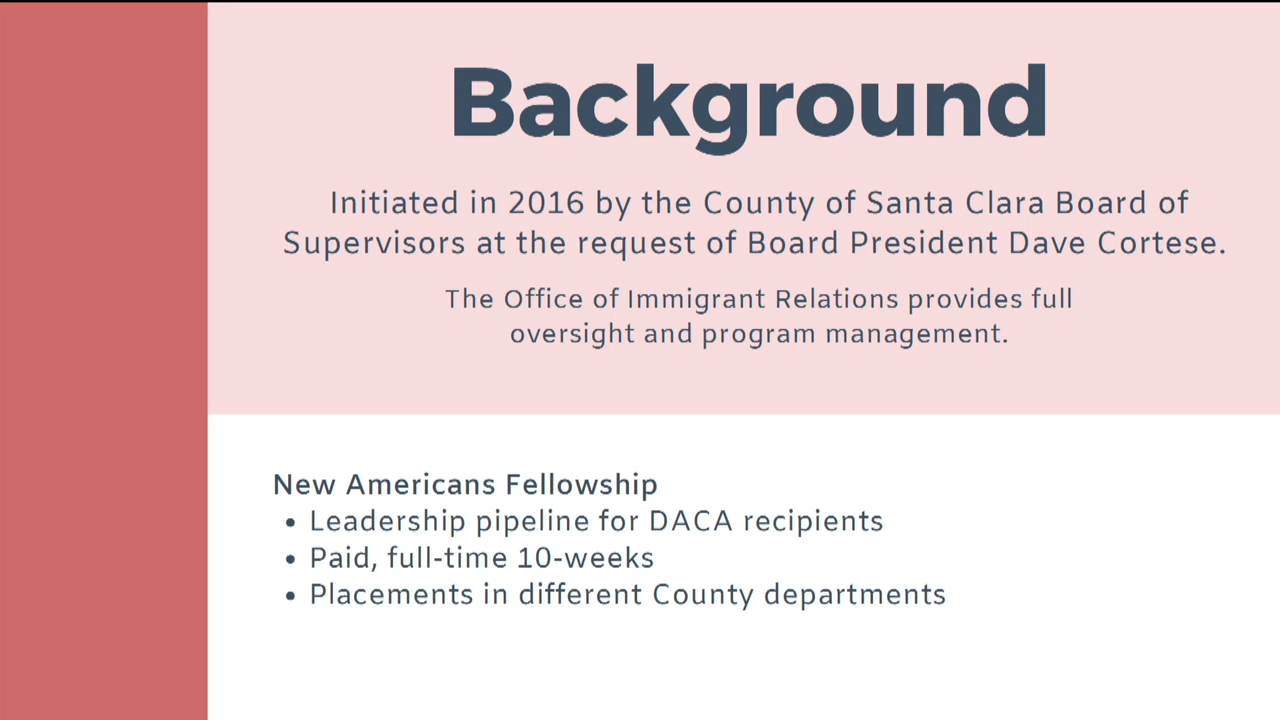 Background
Initiated in 2016 by the County of Santa Clara Board of
Supervisors at the request of Board President Dave Cortese.
The Office of Immigrant Relations provides full
oversight and program management.
New Americans Fellowship
• Leadership pipeline for DACA recipients
• Paid, full-time 10-weeks
• Placements in different County departments